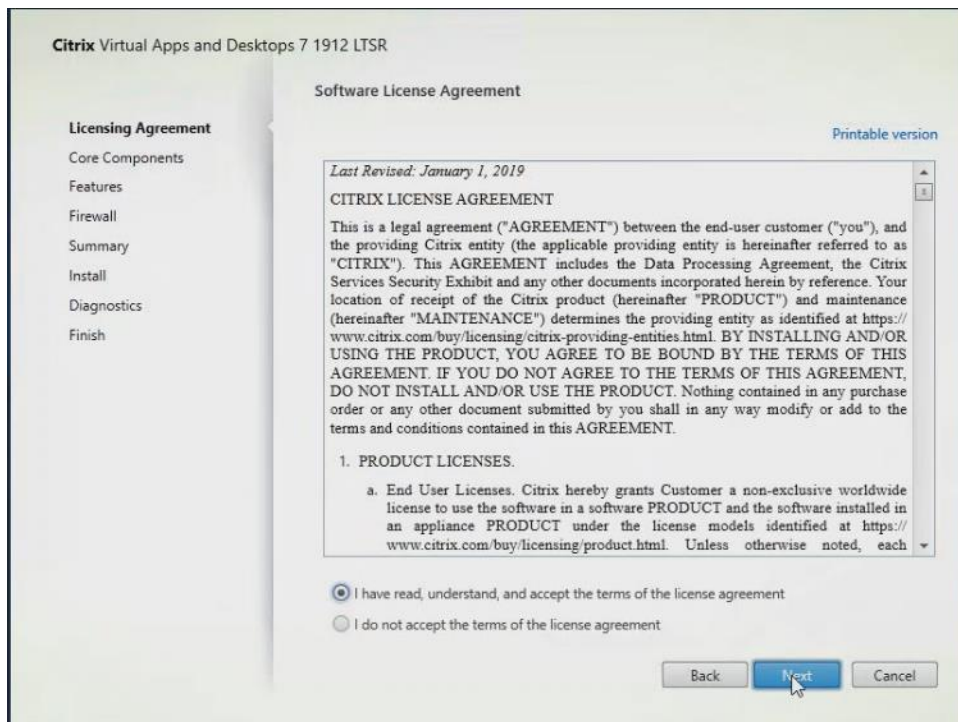 Citrix Virtual Apps and Desktops 7 1912 LTSR
Licensing Agreement
Core Components
Features
Firewall
Summary
Install
Diagnostics
Finish
Software License Agreement
Printable version
Last Revised: January 1, 2019
CITRIX LICENSE AGREEMENT
This is a legal agreement ("AGREEMENT") between the end-user customer ("you"), and
the providing Citrix entity (the applicable providing entity is hereinafter referred to as
"CITRIX"). This AGREEMENT includes the Data Processing Agreement, the Citrix
Services Security Exhibit and any other documents incorporated herein by reference. Your
location of receipt of the Citrix product (hereinafter "PRODUCT") and maintenance
(hereinafter "MAINTENANCE") determines the providing entity as identified at https://
www.citrix.com/buy/licensing/citrix-providing-entities.html. BY INSTALLING AND/OR
USING THE PRODUCT, YOU AGREE TO BE BOUND BY THE TERMS OF THIS
AGREEMENT. IF YOU DO NOT AGREE TO THE TERMS OF THIS AGREEMENT,
DO NOT INSTALL AND/OR USE THE PRODUCT. Nothing contained in any purchase
order or any other document submitted by you shall in any way modify or add to the
terms and conditions contained in this AGREEMENT.
1. PRODUCT LICENSES.
a. End User Licenses. Citrix hereby grants Customer a non-exclusive worldwide
license to use the software in a software PRODUCT and the software installed in
an appliance PRODUCT under the license models identified at https://
www.citrix.com/buy/licensing/product.html. Unless otherwise noted, each
I have read, understand, and accept the terms of the license agreement
I do not accept the terms of the license agreement
Back
Next
Cancel